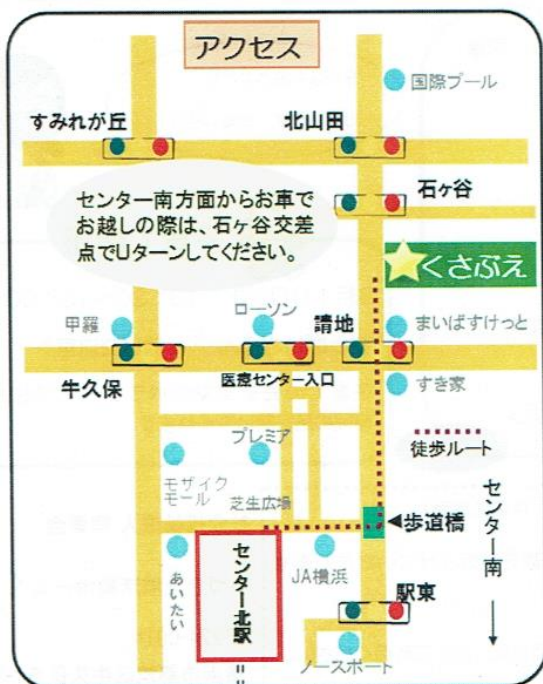 アクセス
国際プール
すみれが丘
北山田
石ヶ谷
センター南方面からお車で
お越しの際は、石ヶ谷交差
点でUターンしてください。
くさぶえ
甲羅
ローソン
請地
まいばすけっと
牛久保
医療センター入口
すき家
プレミア
徒歩ルート
モザイク
モール
芝生広場
歩道橋
センター南
あいたい
センター北駅
JA横浜
駅東
ノースポート